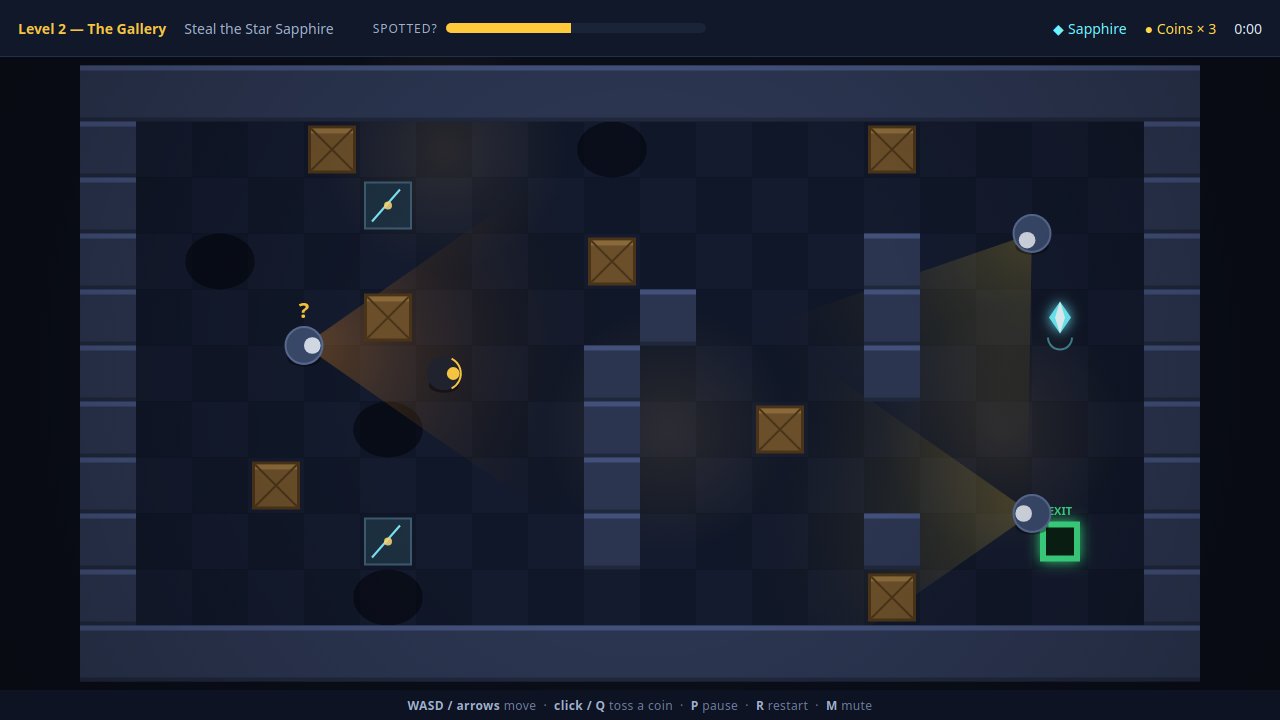 Level 2 — The Gallery Steal the Star Sapphire SPOTTED? ◆ Sapphire ● Coins × 3 0:00
?
EXIT
WASD / arrows move · click / Q toss a coin · P pause · R restart · M mute